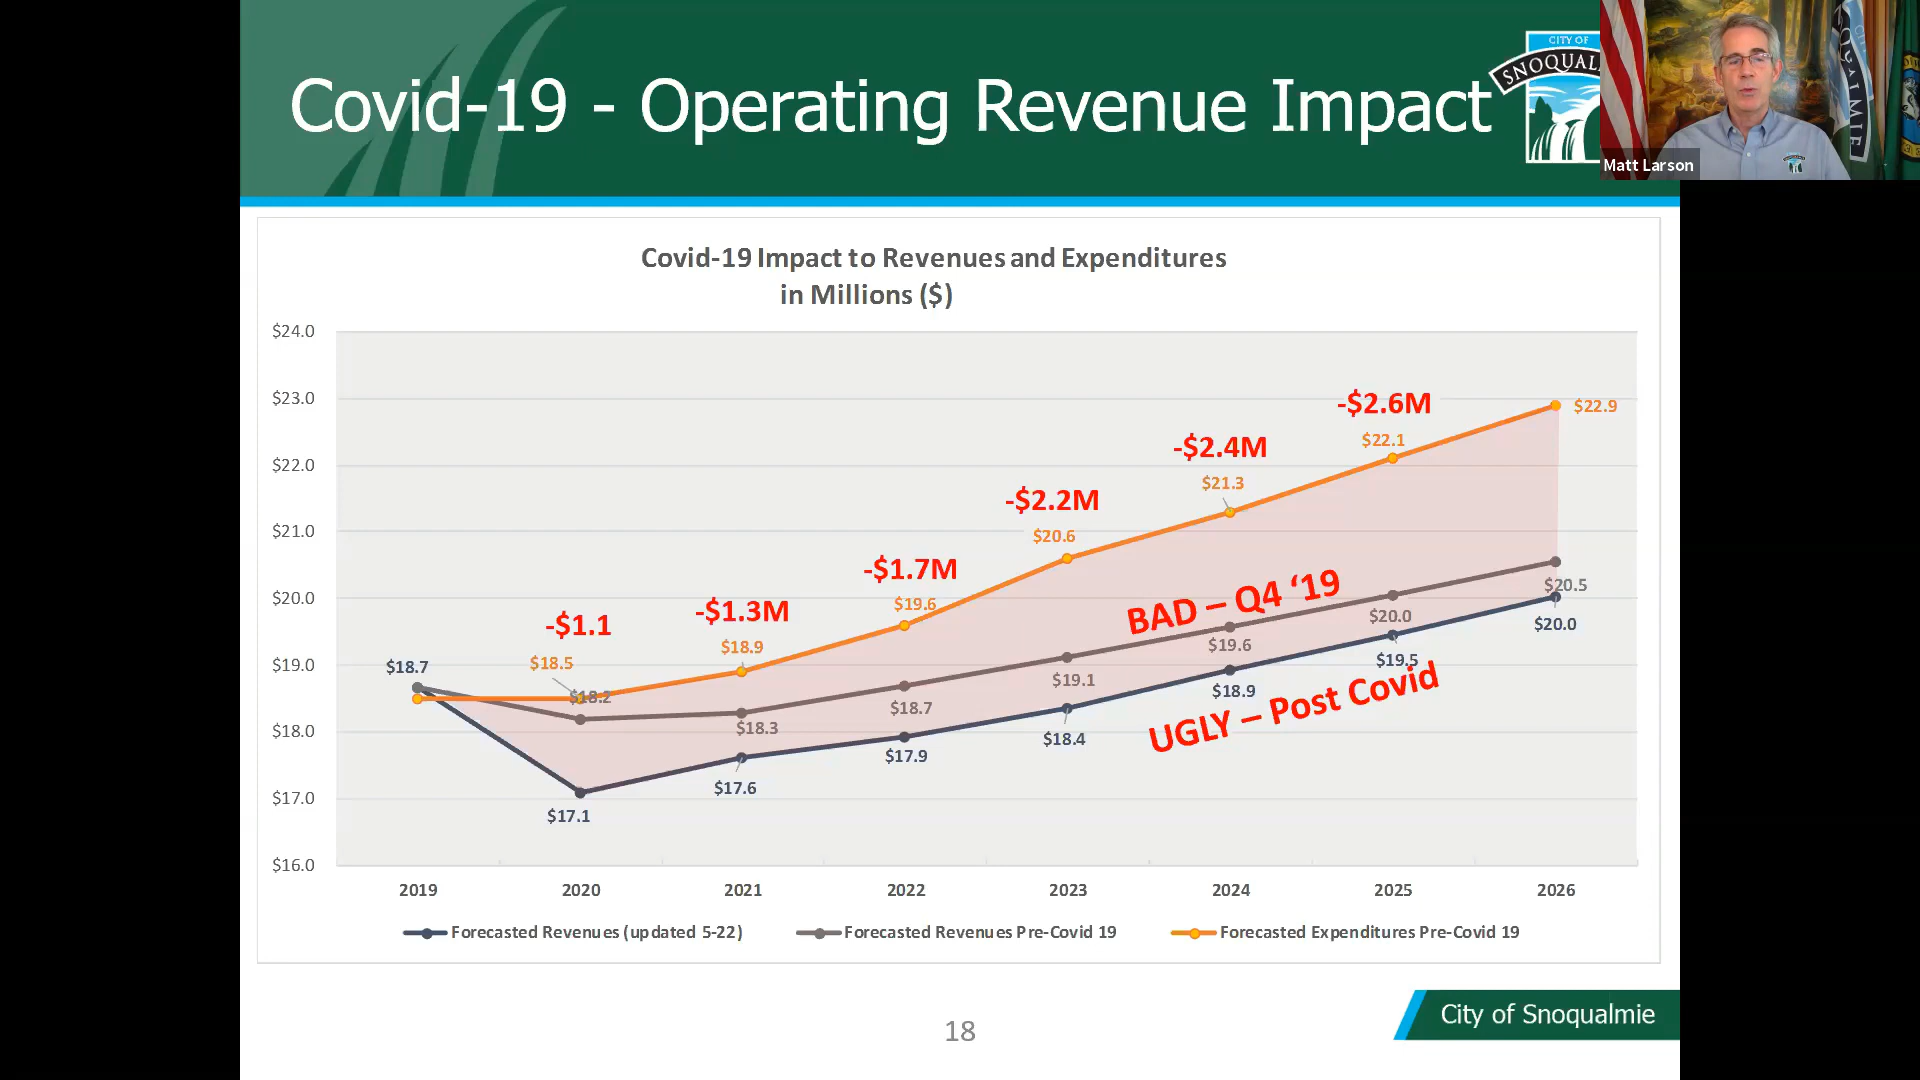 Covid-19 - Operating Revenue Impact
CITY OF
SNOQUAL
Matt Larson
Covid-19 Impact to Revenues and Expenditures
in Millions ($)
$24.0
$23.0
$22.0
$21.0
$20.0
$19.0
$18.0
$17.0
$16.0
-$1.1
-$1.3M
-$1.7M
-$2.2M
-$2.4M
-$2.6M
$18.5
$18.9
$19.6
$20.6
$21.3
$22.1
$22.9
BAD – Q4 ‘19
$18.2
$18.3
$18.7
$19.1
$19.6
$20.0
$20.5
$18.7
$17.1
$17.6
$17.9
$18.4
$18.9
$19.5
$20.0
UGLY – Post Covid
2019 2020 2021 2022 2023 2024 2025 2026
Forecasted Revenues (updated 5-22) Forecasted Revenues Pre-Covid 19 Forecasted Expenditures Pre-Covid 19
City of Snoqualmie
18